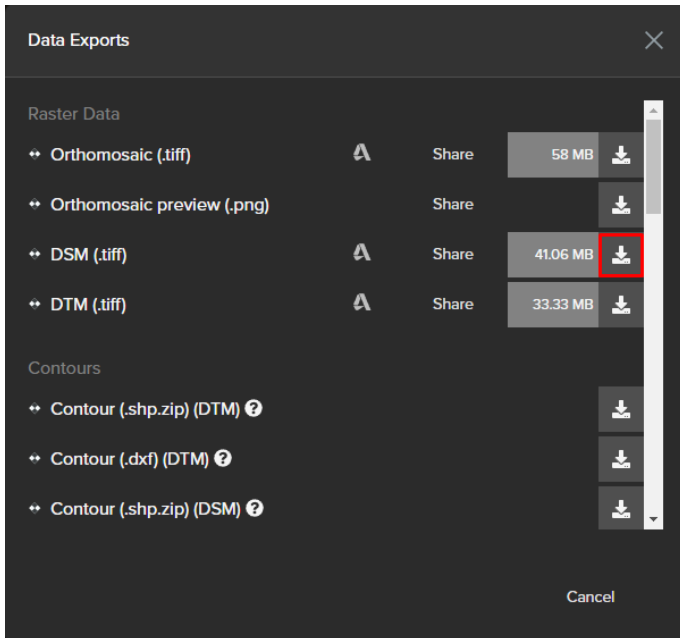 Data Exports
Raster Data
Orthomosaic (.tiff) Share 58 MB
Orthomosaic preview (.png) Share
DSM (.tiff) Share 41.06 MB
DTM (.tiff) Share 33.33 MB
Contours
Contour (.shp.zip) (DTM) ?
Contour (.dxf) (DTM) ?
Contour (.shp.zip) (DSM) ?
Cancel